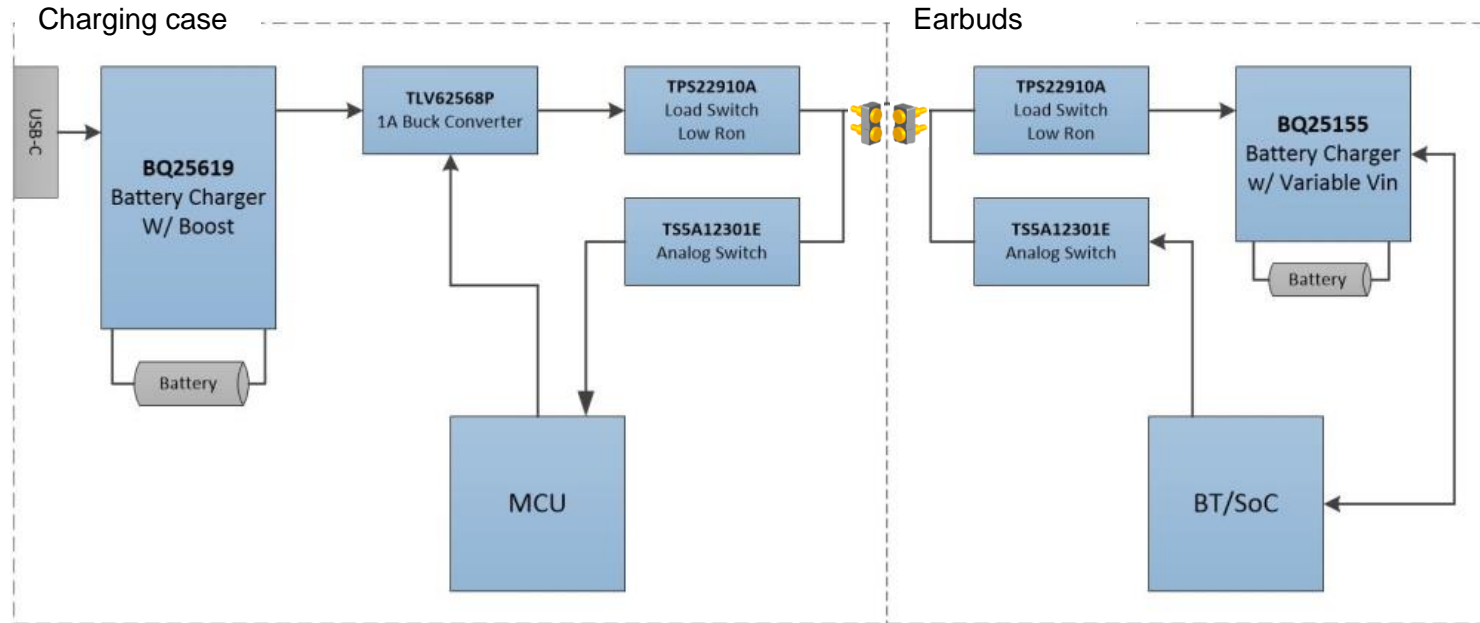 Charging case
Earbuds
USB-C
BQ25619
Battery Charger
W/ Boost
Battery
TLV62568P
1A Buck Converter
TPS22910A
Load Switch
Low Ron
TS5A12301E
Analog Switch
MCU
TPS22910A
Load Switch
Low Ron
TS5A12301E
Analog Switch
BQ25155
Battery Charger
w/ Variable Vin
Battery
BT/SoC